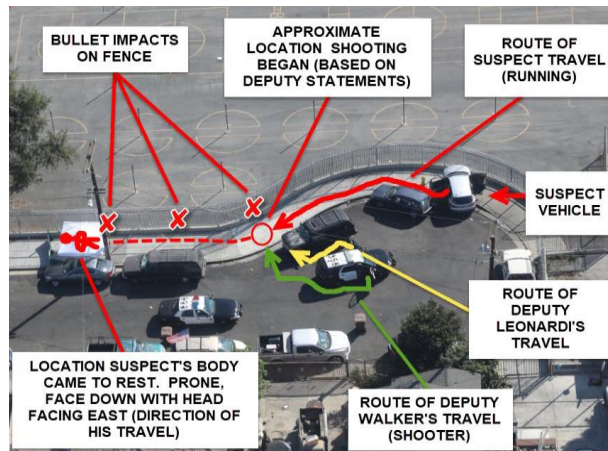 BULLET IMPACTS
ON FENCE
APPROXIMATE
LOCATION SHOOTING
BEGAN (BASED ON
DEPUTY STATEMENTS)
ROUTE OF
SUSPECT TRAVEL
(RUNNING)
SUSPECT
VEHICLE
ROUTE OF
DEPUTY
LEONARDI'S
TRAVEL
LOCATION SUSPECT'S BODY
CAME TO REST. PRONE,
FACE DOWN WITH HEAD
FACING EAST (DIRECTION OF
HIS TRAVEL)
ROUTE OF DEPUTY
WALKER'S TRAVEL
(SHOOTER)